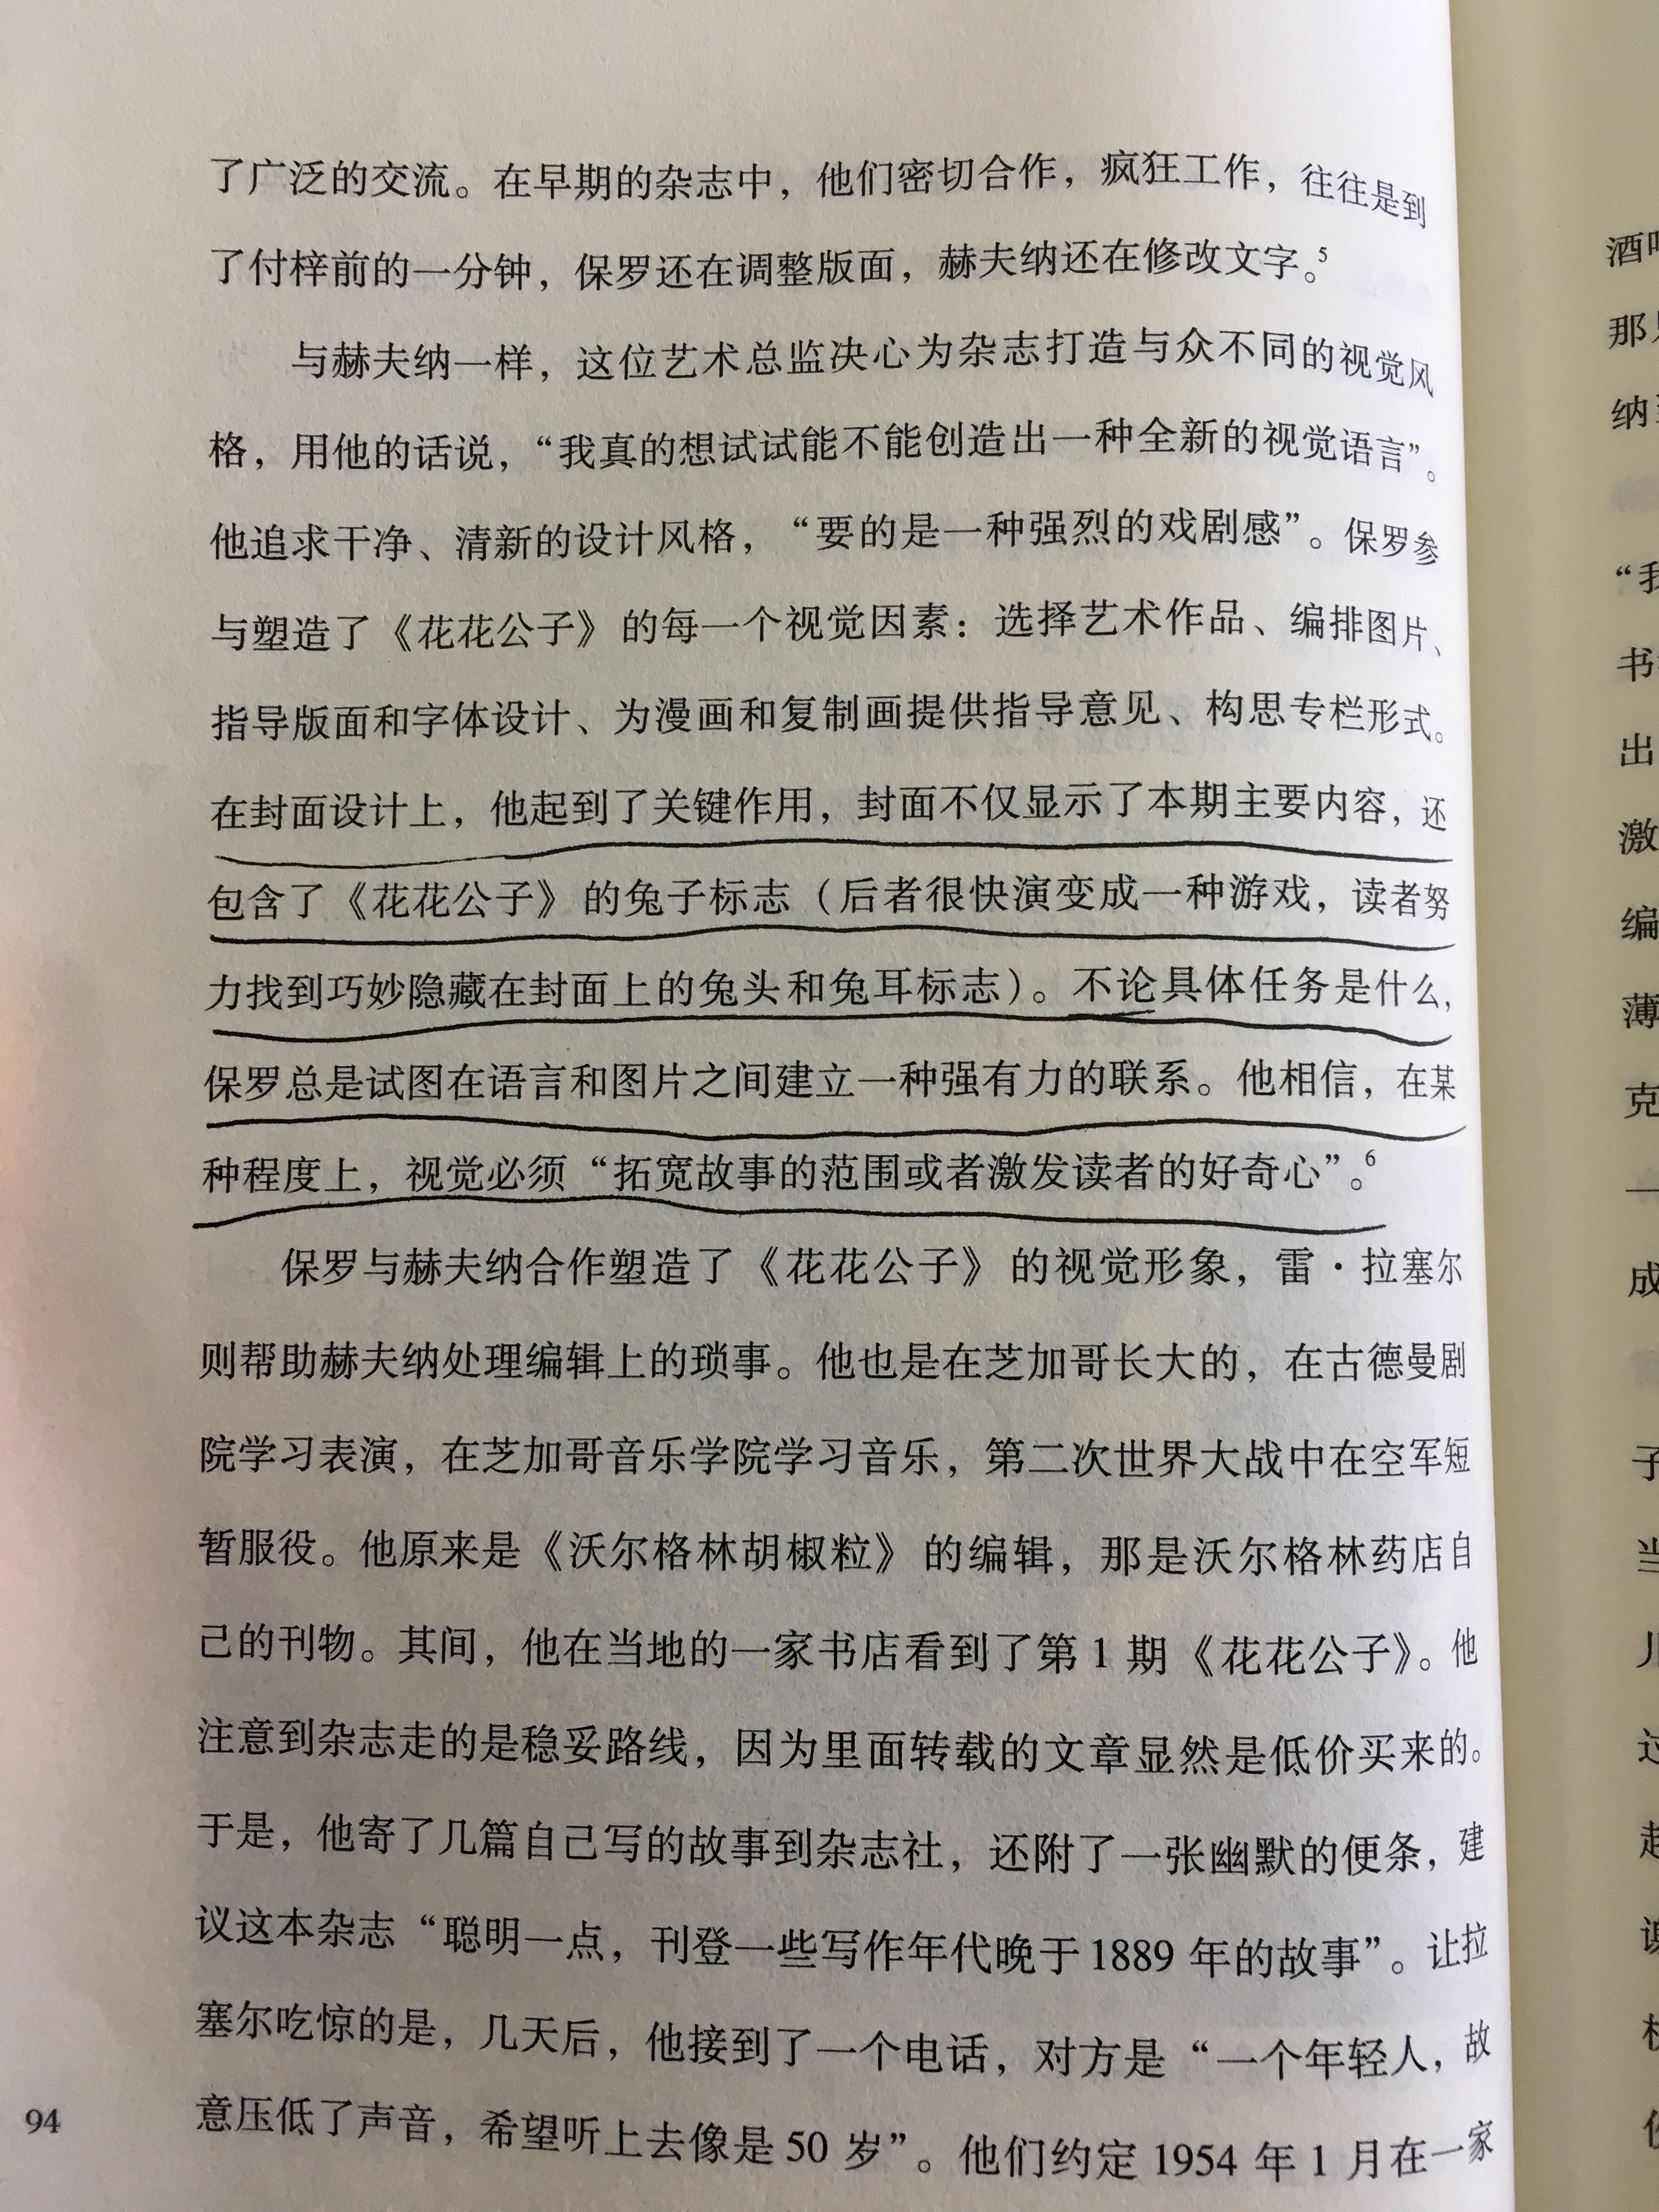 了广泛的交流。在早期的杂志中，他们密切合作，疯狂工作，往往是到
了付梓前的一分钟，保罗还在调整版面，赫夫纳还在修改文字。5
与赫夫纳一样，这位艺术总监决心为杂志打造与众不同的视觉风
格，用他的话说，“我真的想试试能不能创造出一种全新的视觉语言”。
他追求干净、清新的设计风格，“要的是一种强烈的戏剧感”。保罗参
与塑造了《花花公子》的每一个视觉因素：选择艺术作品、编排图片、
指导版面和字体设计、为漫画和复制画提供指导意见、构思专栏形式。
在封面设计上，他起到了关键作用，封面不仅显示了本期主要内容，还
包含了《花花公子》的兔子标志（后者很快演变成一种游戏，读者努
力找到巧妙隐藏在封面上的兔头和兔耳标志）。不论具体任务是什么，
保罗总是试图在语言和图片之间建立一种强有力的联系。他相信，在某
种程度上，视觉必须“拓宽故事的范围或者激发读者的好奇心”。6
保罗与赫夫纳合作塑造了《花花公子》的视觉形象，雷·拉塞尔
则帮助赫夫纳处理编辑上的琐事。他也是在芝加哥长大的，在古德曼剧
院学习表演，在芝加哥音乐学院学习音乐，第二次世界大战中在空军短
暂服役。他原来是《沃尔格林胡椒粒》的编辑，那是沃尔格林药店自
己的刊物。其间，他在当地的一家书店看到了第1期《花花公子》。他
注意到杂志走的是稳妥路线，因为里面转载的文章显然是低价买来的。
于是，他寄了几篇自己写的故事到杂志社，还附了一张幽默的便条，建
议这本杂志“聪明一点，刊登一些写作年代晚于1889年的故事”。让拉
塞尔吃惊的是，几天后，他接到了一个电话，对方是“一个年轻人，故
意压低了声音，希望听上去像是50岁”。他们约定1954年1月在一家
94
酒
那
纳
“我
书
出
激
编
薄
克
一
成
子
当
儿
过
起